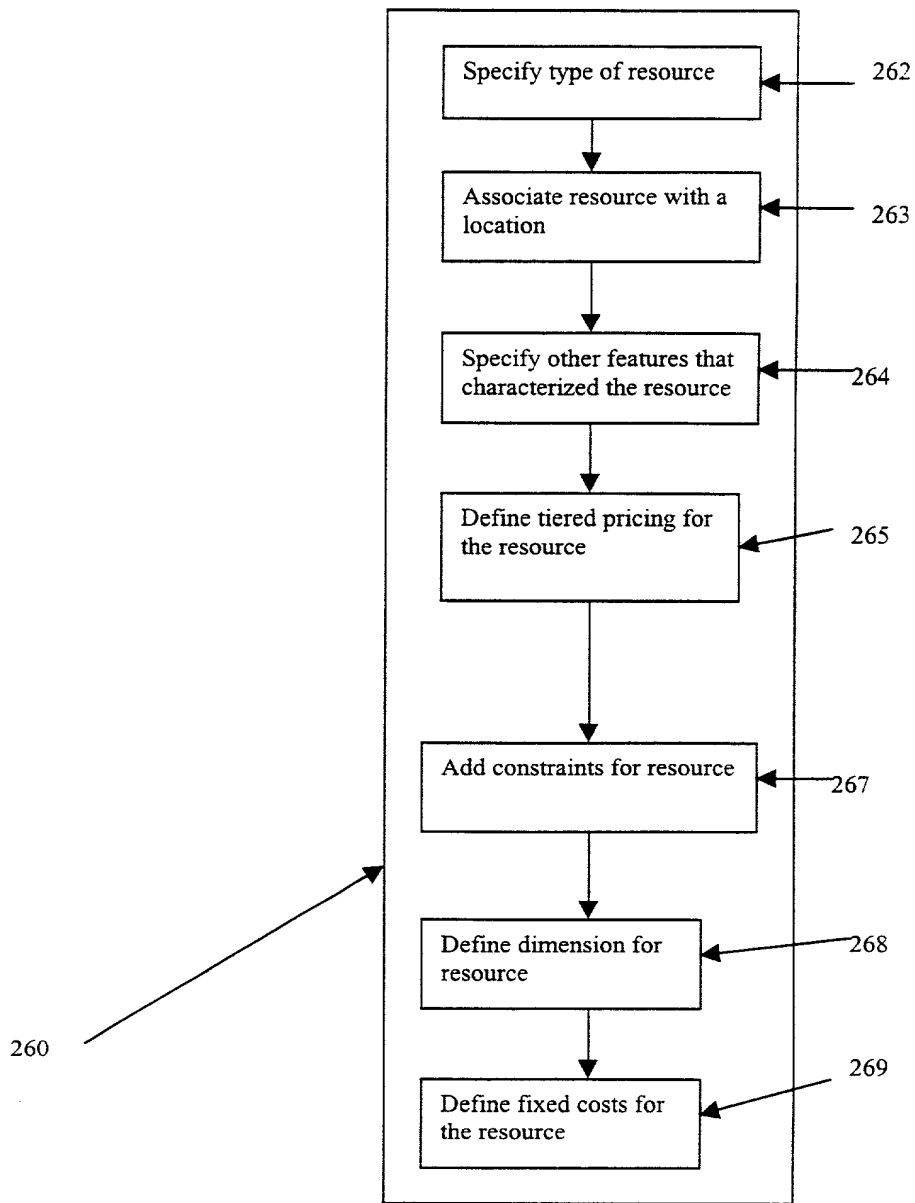 Specify type of resource
262
Associate resource with a
location
263
Specify other features that
characterized the resource
264
Define tiered pricing for
the resource
265
Add constraints for resource
267
Define dimension for
resource
268
260
Define fixed costs for
the resource
269